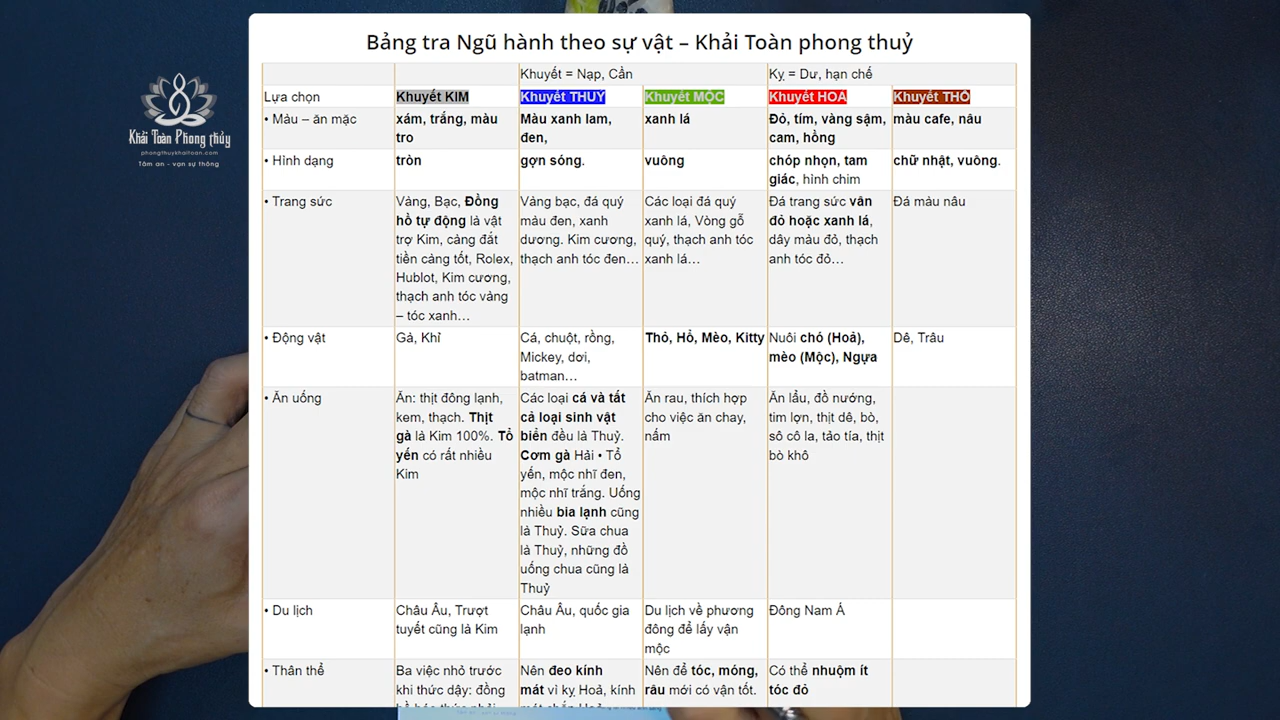 Bảng tra Ngũ hành theo sự vật – Khải Toàn phong thuỷ
Khuyết = Nạp, Cần
Kỵ = Dư, hạn chế
Lựa chọn
Khuyết KIM
Khuyết THUỶ
Khuyết MỘC
Khuyết HOẢ
Khuyết THỔ
• Màu – ăn mặc
xám, trắng, màu
tro
Màu xanh lam,
đen,
xanh lá
Đỏ, tím, vàng sậm,
cam, hồng
màu cafe, nâu
• Hình dạng
tròn
gợn sóng.
vuông
chóp nhọn, tam
giác, hình chim
chữ nhật, vuông.
• Trang sức
Vàng, Bạc, Đồng
hồ tự động là vật
trợ Kim, càng đắt
tiền càng tốt, Rolex,
Hublot, Kim cương,
thạch anh tóc vàng
– tóc xanh…
Vàng bạc, đá quý
màu đen, xanh
dương. Kim cương,
thạch anh tóc đen…
Các loại đá quý
xanh lá, Vòng gỗ
quý, thạch anh tóc
xanh lá…
Đá trang sức vân
đỏ hoặc xanh lá,
dây màu đỏ, thạch
anh tóc đỏ…
Đá màu nâu
• Động vật
Gà, Khỉ
Cá, chuột, rồng,
Mickey, dơi,
batman…
Thỏ, Hổ, Mèo, Kitty
Nuôi chó (Hoả),
mèo (Mộc), Ngựa
Dê, Trâu
• Ăn uống
Ăn: thịt đông lạnh,
kem, thạch. Thịt
gà là Kim 100%. Tổ
yến có rất nhiều
Kim
Các loại cá và tất
cả loại sinh vật
biển đều là Thuỷ.
Cơm gà Hải • Tổ
yến, mộc nhĩ đen,
mộc nhĩ trắng. Uống
nhiều bia lạnh cũng
là Thuỷ. Sữa chua
là Thuỷ, những đồ
uống chua cũng là
Thuỷ
Ăn rau, thích hợp
cho việc ăn chay,
nấm
Ăn lẩu, đồ nướng,
tim lợn, thịt dê, bò,
sô cô la, táo tía, thịt
bò khô
• Du lịch
Châu Âu, Trượt
tuyết cũng là Kim
Châu Âu, quốc gia
lạnh
Du lịch về phương
đông để lấy vận
mộc
Đông Nam Á
• Thân thể
Ba việc nhỏ trước
khi thức dậy: đồng
Nên đeo kính
mát vì kỵ Hoả, kính
Nên để tóc, móng,
râu mới có vận tốt.
Có thể nhuộm ít
tóc đỏ
Khải Toàn Phong thủy
phongthuykhaitoan.com
Tâm an - vạn sự thông